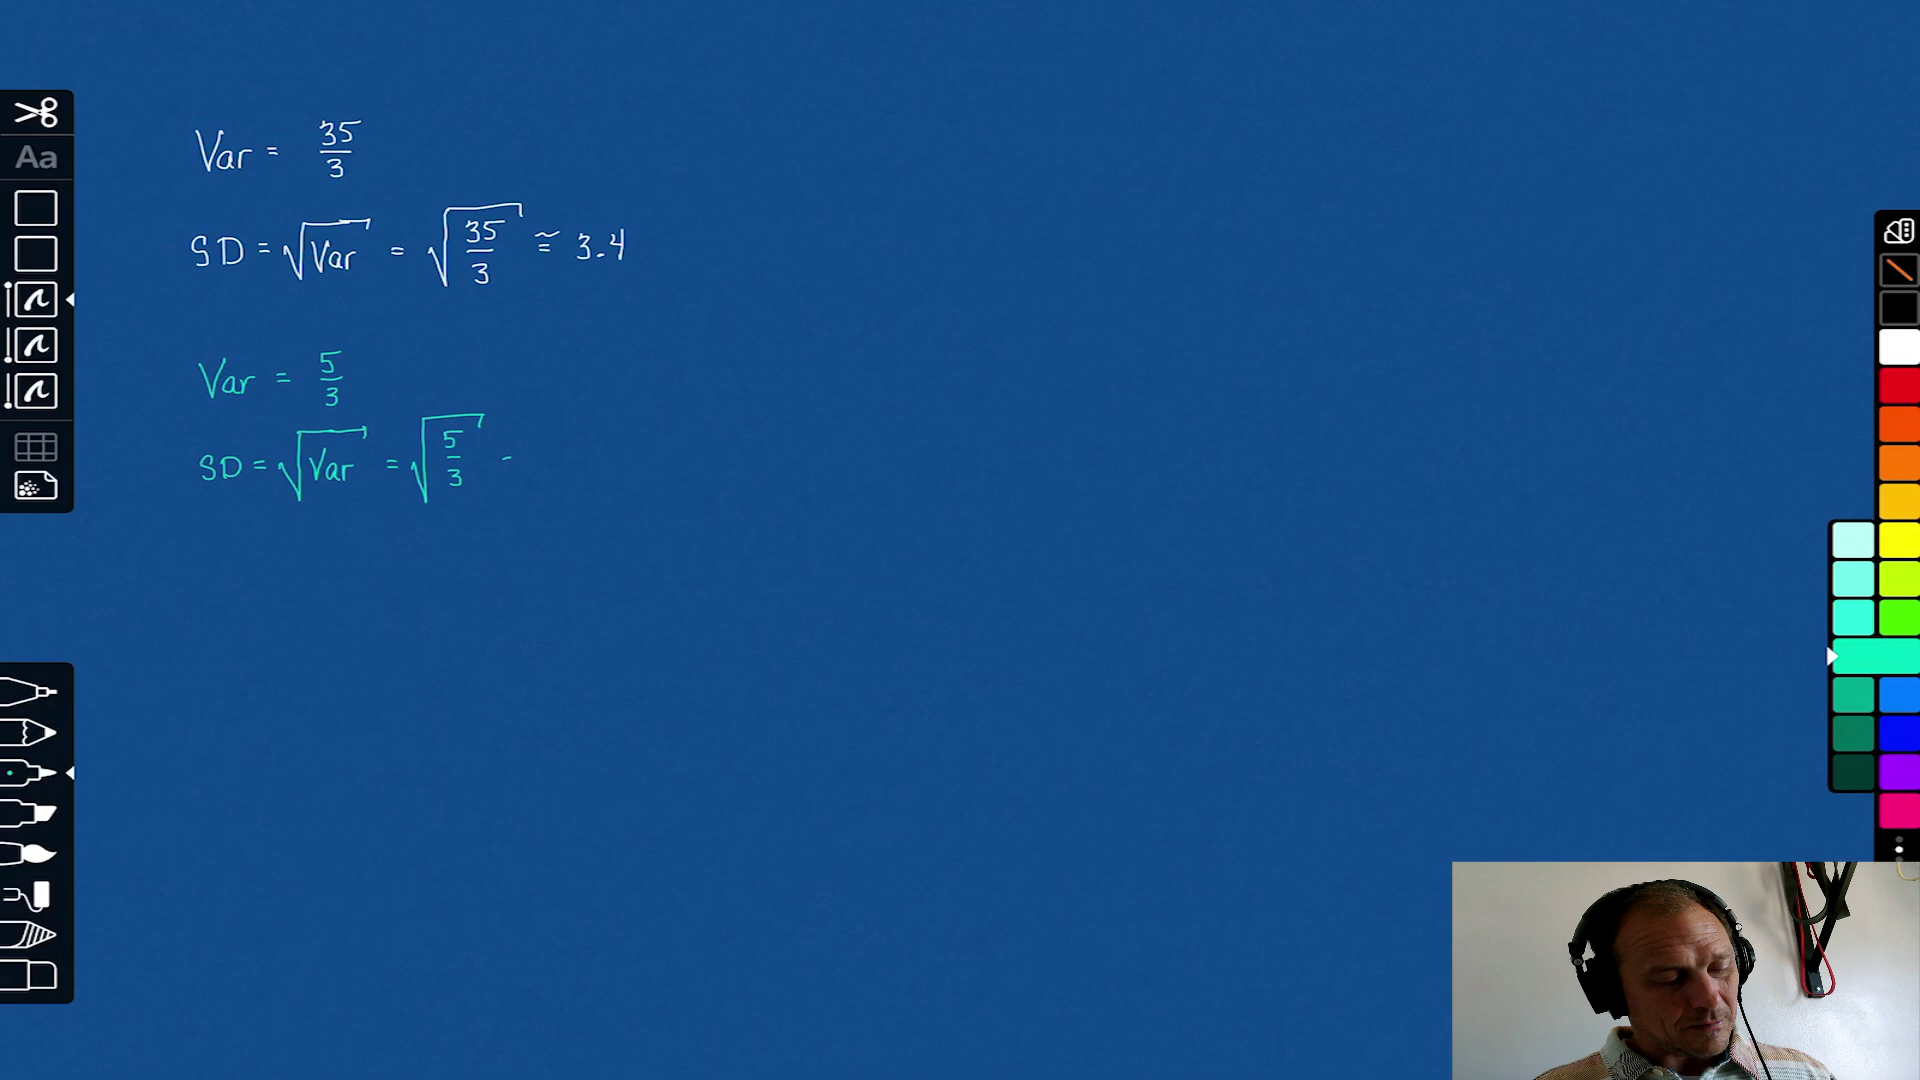 Aa
Var = 35/3
SD = √Var = √35/3 ≅ 3.4
Var = 5/3
SD = √Var = √5/3 -